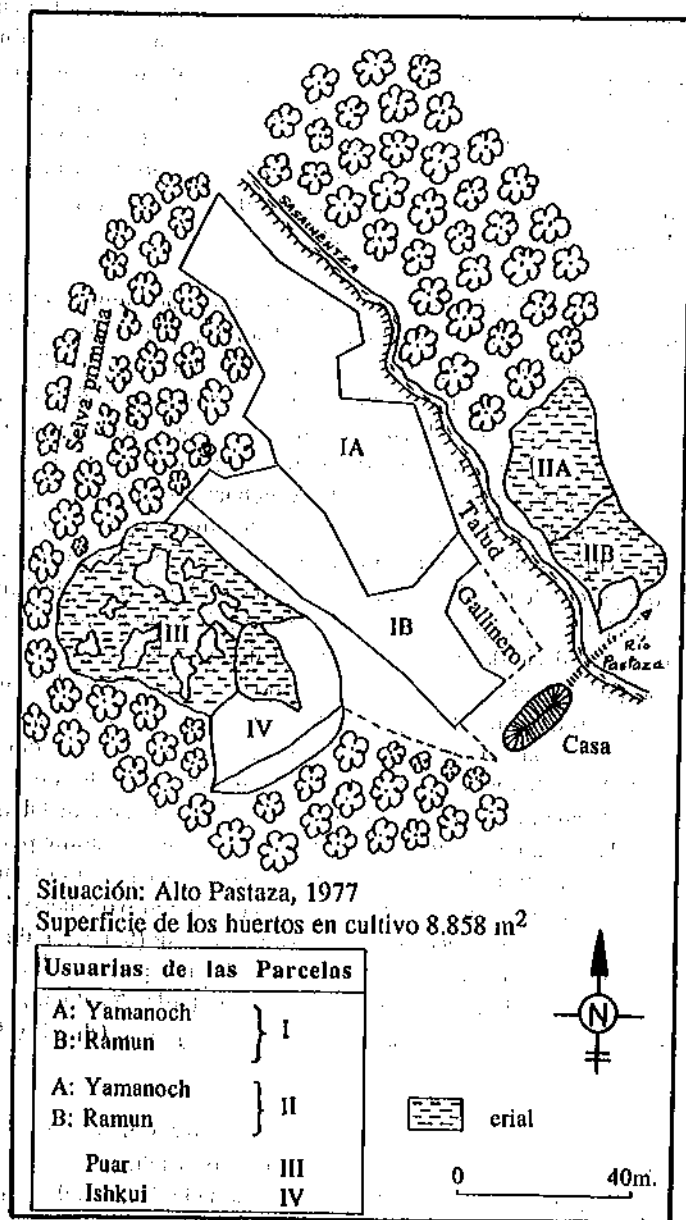 SASAINENTZA
Selva primaria
IA
IIA
Talud
IIB
III
IB
Gallinero
Río
Pastaza
IV
Casa
Situación: Alto Pastaza, 1977
Superficie de los huertos en cultivo 8.858 m²
Usuarias de las Parcelas
A: Yamanoch
B: Ramun
} I
A: Yamanoch
B: Ramun
} II
Puar III
Ishkui IV
N
erial
0 40m.